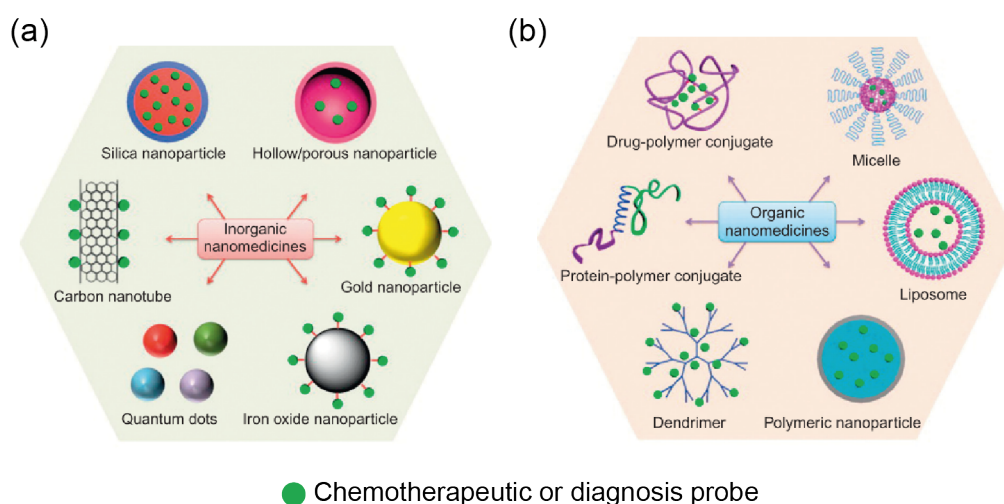 (a)
Silica nanoparticle
Hollow/porous nanoparticle
Inorganic
nanomedicines
Carbon nanotube
Gold nanoparticle
Quantum dots
Iron oxide nanoparticle
(b)
Drug-polymer conjugate
Micelle
Organic
nanomedicines
Protein-polymer conjugate
Liposome
Dendrimer
Polymeric nanoparticle
Chemotherapeutic or diagnosis probe